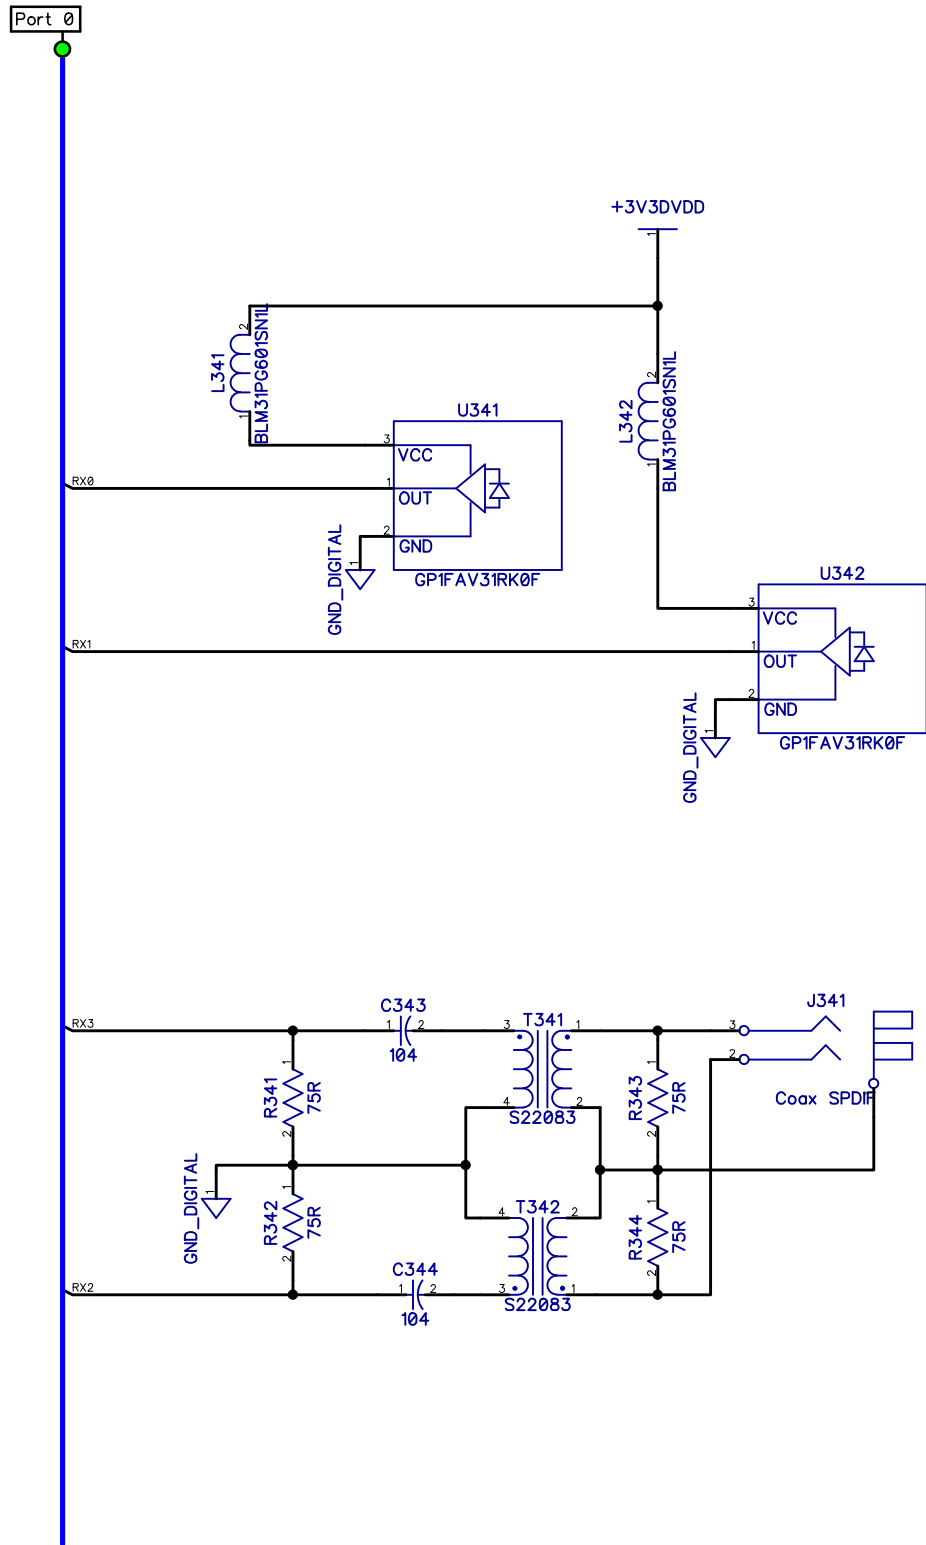 Port 0
+3V3DVDD
1
2
L341
BLM31PG601SN1L
1
2
L342
BLM31PG601SN1L
1
U341
3
VCC
RX0
1
OUT
2
GND
GND_DIGITAL
1
GP1FAV31RK0F
U342
3
VCC
RX1
1
OUT
2
GND
GND_DIGITAL
1
GP1FAV31RK0F
RX3
C343
1
2
104
3
T341
1
4
2
S22083
J341
3
2
Coax SPDIF
1
R341
75R
2
1
R343
75R
2
GND_DIGITAL
1
1
R342
75R
2
4
T342
2
3
1
S22083
1
R344
75R
2
RX2
C344
1
2
104